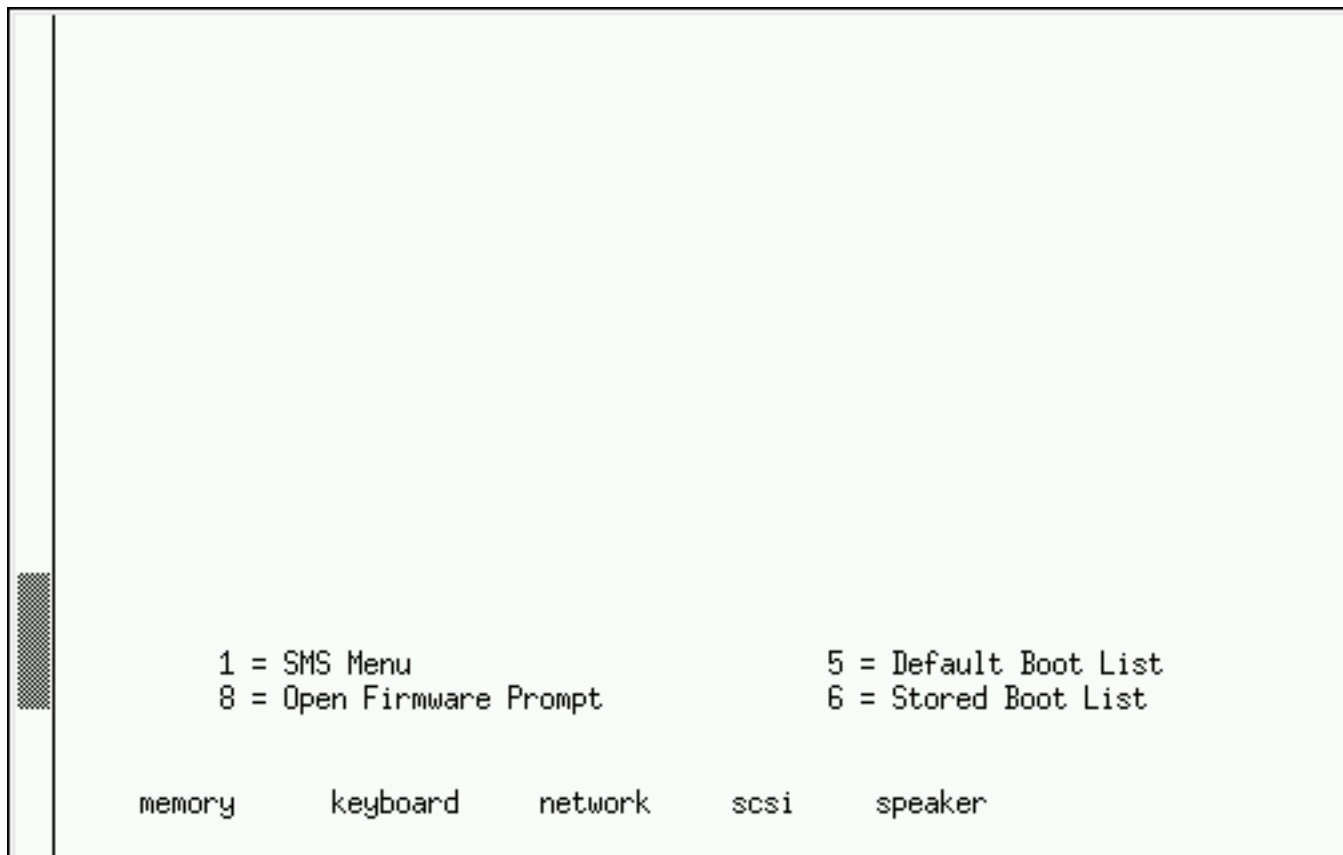 1 = SMS Menu 5 = Default Boot List
8 = Open Firmware Prompt 6 = Stored Boot List
memory keyboard network scsi speaker